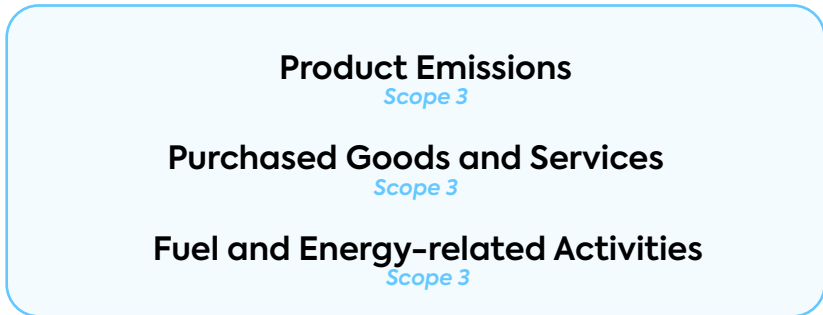 Product Emissions
Scope 3
Purchased Goods and Services
Scope 3
Fuel and Energy-related Activities
Scope 3